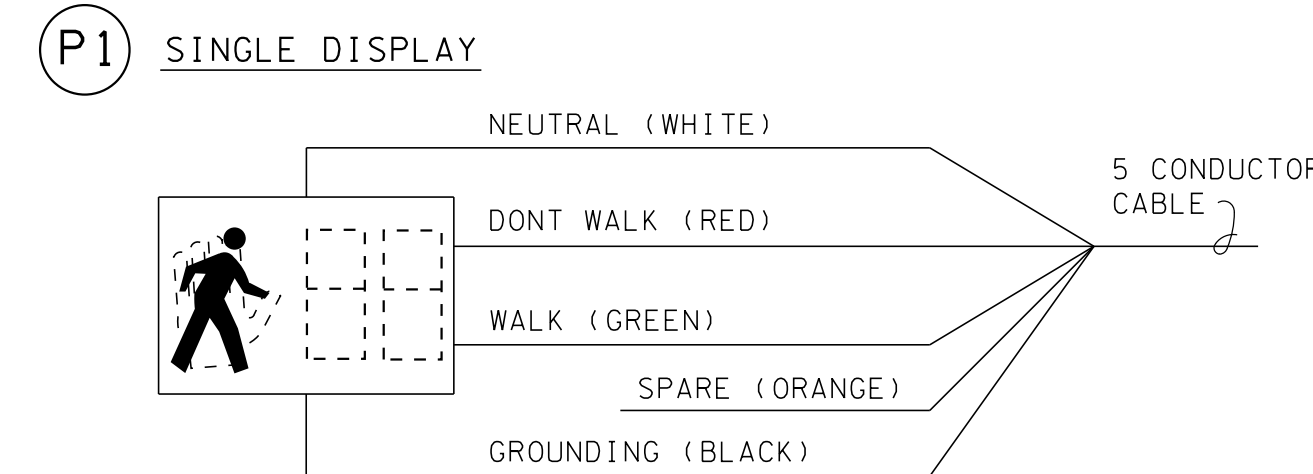 P1 SINGLE DISPLAY
NEUTRAL (WHITE)
5 CONDUCTOR
CABLE
DONT WALK (RED)
WALK (GREEN)
SPARE (ORANGE)
GROUNDING (BLACK)